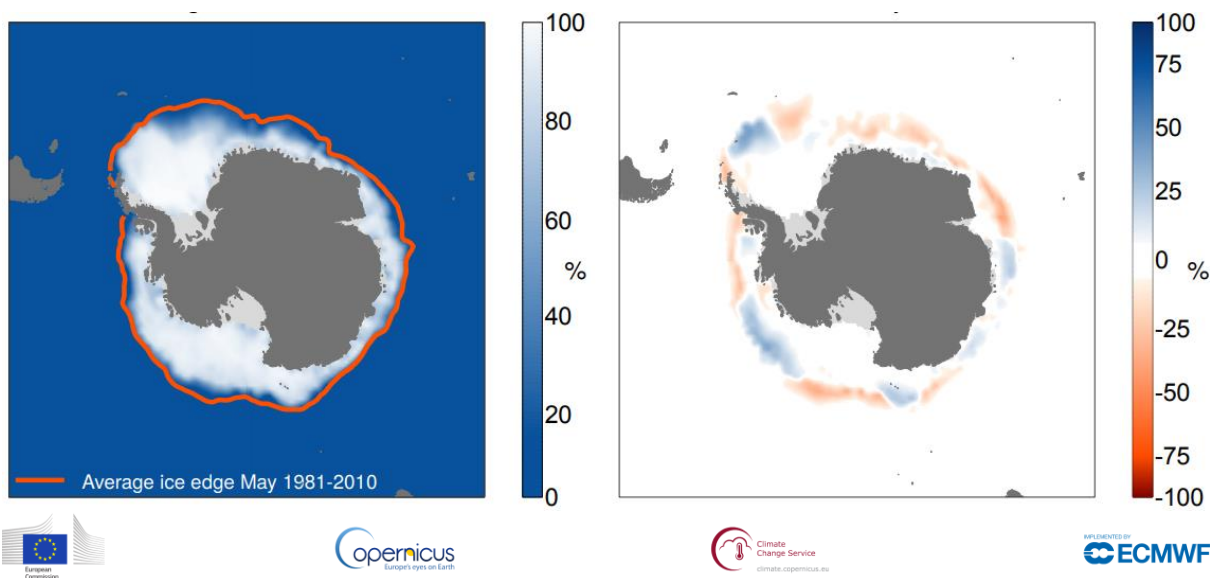 100
80
60
%
40
20
0
Average ice edge May 1981-2010
100
75
50
25
0
%
-25
-50
-75
-100
European
Commission
opernicus
Europe's eyes on Earth
Climate
Change Service
climate.copernicus.eu
IMPLEMENTED BY
ECMWF